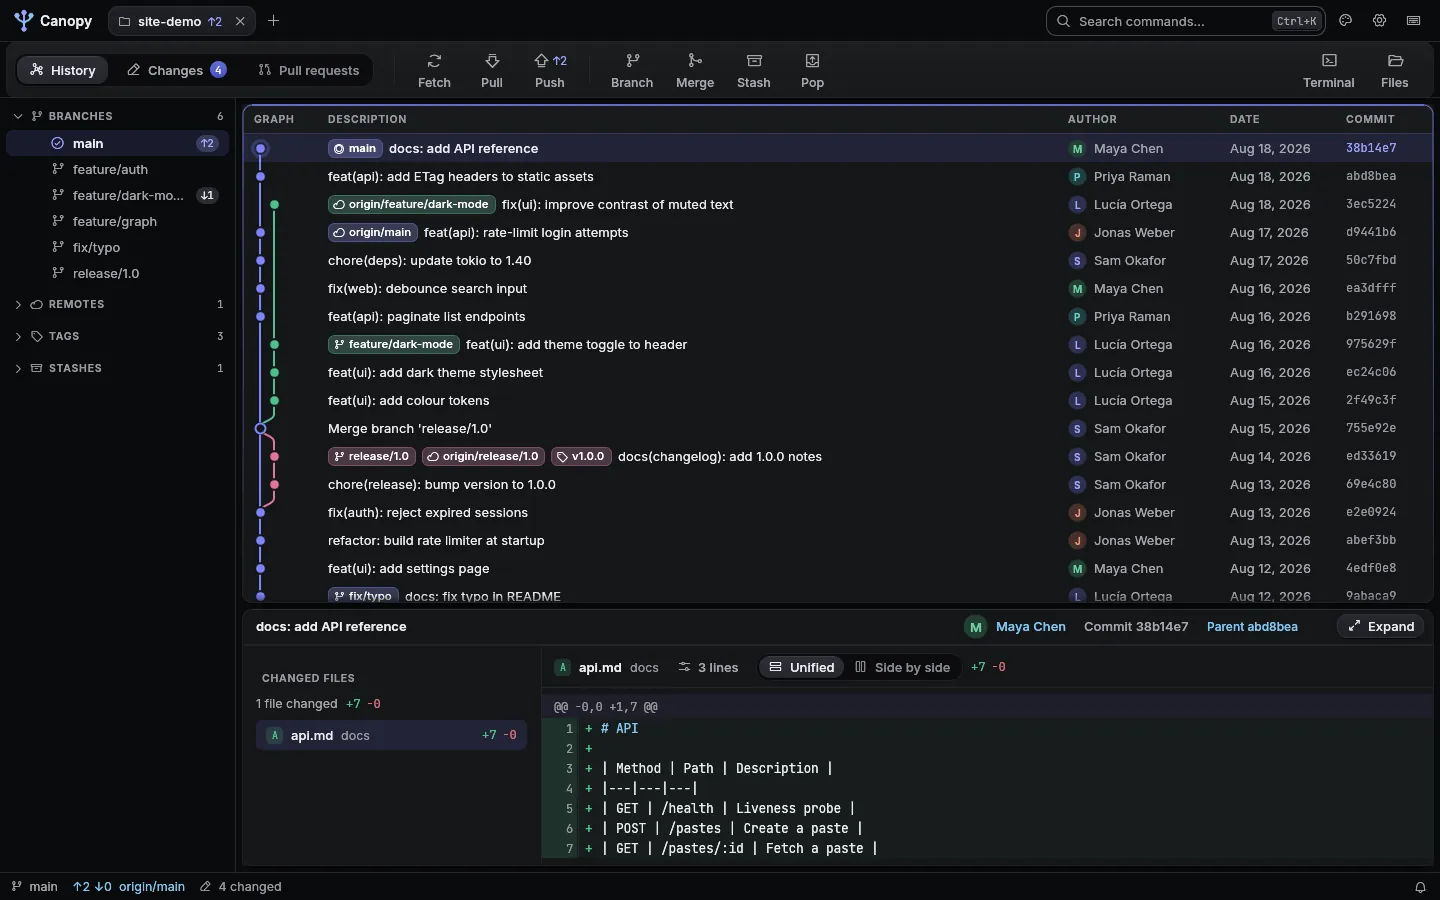 Canopy
site-demo ↑2
Search commands... Ctrl+K
History
Changes 4
Pull requests
Fetch
Pull
↑2
Push
Branch
Merge
Stash
Pop
Terminal
Files
BRANCHES 6
main ↑2
feature/auth
feature/dark-mo... ↓1
feature/graph
fix/typo
release/1.0
REMOTES 1
TAGS 3
STASHES 1
GRAPH DESCRIPTION AUTHOR DATE COMMIT
main docs: add API reference M Maya Chen Aug 18, 2026 38b14e7
feat(api): add ETag headers to static assets P Priya Raman Aug 18, 2026 abd8bea
origin/feature/dark-mode fix(ui): improve contrast of muted text L Lucía Ortega Aug 18, 2026 3ec5224
origin/main feat(api): rate-limit login attempts J Jonas Weber Aug 17, 2026 d9441b6
chore(deps): update tokio to 1.40 S Sam Okafor Aug 17, 2026 50c7fbd
fix(web): debounce search input M Maya Chen Aug 16, 2026 ea3dfff
feat(api): paginate list endpoints P Priya Raman Aug 16, 2026 b291698
feature/dark-mode feat(ui): add theme toggle to header L Lucía Ortega Aug 16, 2026 975629f
feat(ui): add dark theme stylesheet L Lucía Ortega Aug 16, 2026 ec24c06
feat(ui): add colour tokens L Lucía Ortega Aug 15, 2026 2f49c3f
Merge branch 'release/1.0' S Sam Okafor Aug 15, 2026 755e92e
release/1.0 origin/release/1.0 v1.0.0 docs(changelog): add 1.0.0 notes S Sam Okafor Aug 14, 2026 ed33619
chore(release): bump version to 1.0.0 S Sam Okafor Aug 13, 2026 69e4c80
fix(auth): reject expired sessions J Jonas Weber Aug 13, 2026 e2e0924
refactor: build rate limiter at startup J Jonas Weber Aug 13, 2026 abef3bb
feat(ui): add settings page M Maya Chen Aug 12, 2026 4edf0e8
fix/typo docs: fix typo in README L Lucía Ortega Aug 12, 2026 9abaca9
docs: add API reference M Maya Chen Commit 38b14e7 Parent abd8bea Expand
CHANGED FILES
1 file changed +7 -0
A api.md docs +7 -0
A api.md docs 3 lines Unified Side by side +7 -0
@@ -0,0 +1,7 @@
1 + # API
2 +
3 + | Method | Path | Description |
4 + |---|---|---|
5 + | GET | /health | Liveness probe |
6 + | POST | /pastes | Create a paste |
7 + | GET | /pastes/:id | Fetch a paste |
main ↑2 ↓0 origin/main 4 changed